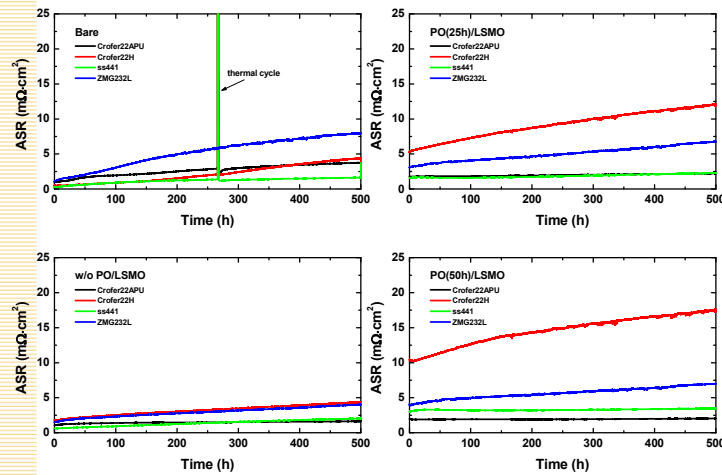 Bare
Crofer22APU
Crofer22H
ss441
ZMG232L
thermal cycle
ASR (mΩ·cm²)
25
20
15
10
5
0
0 100 200 300 400 500
Time (h)
PO(25h)/LSMO
Crofer22APU
Crofer22H
ss441
ZMG232L
ASR (mΩ·cm²)
25
20
15
10
5
0
0 100 200 300 400 500
Time (h)
w/o PO/LSMO
Crofer22APU
Crofer22H
ss441
ZMG232L
ASR (mΩ·cm²)
25
20
15
10
5
0
0 100 200 300 400 500
Time (h)
PO(50h)/LSMO
Crofer22APU
Crofer22H
ss441
ZMG232L
ASR (mΩ·cm²)
25
20
15
10
5
0
0 100 200 300 400 500
Time (h)